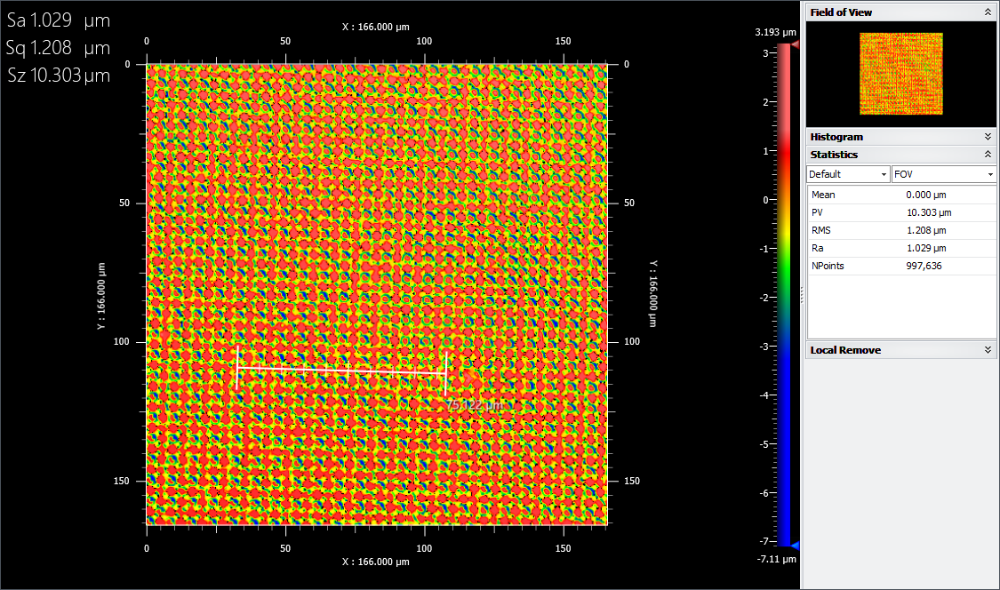 Sa 1.029 µm
Sq 1.208 µm
Sz 10.303 µm
X : 166.000 µm
0 50 100 150
0 0
50 50
100 100
150 150
Y : 166.000 µm
Y : 166.000 µm
75.122 µm
0 50 100 150
X : 166.000 µm
3.193 µm
3
2
1
0
-1
-2
-3
-4
-5
-6
-7
-7.11 µm
Field of View
Histogram
Statistics
Default FOV
Mean 0.000 µm
PV 10.303 µm
RMS 1.208 µm
Ra 1.029 µm
NPoints 997,636
Local Remove